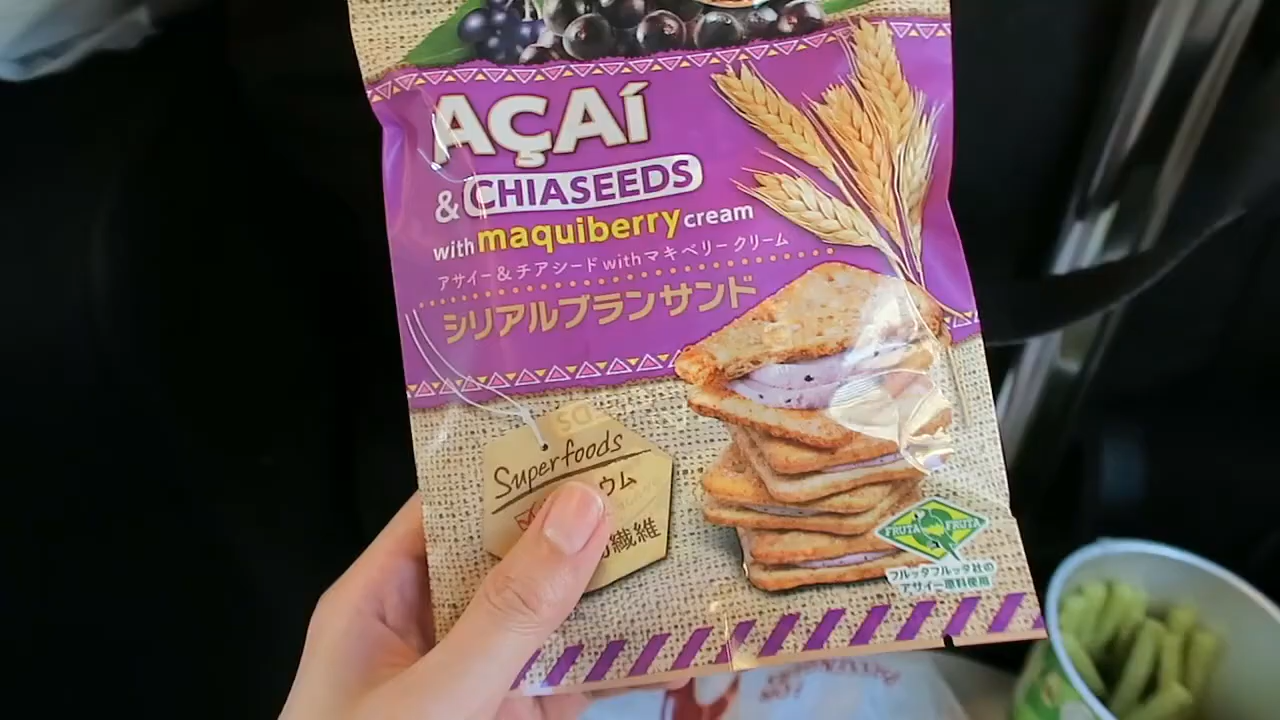 AÇAÍ
& CHIASEEDS
with maquiberry cream
アサイー&チアシード withマキベリー クリーム
シリアルブランサンド
Superfoods
ウム
繊維
FRUTA FRUTA
フルッタフルッタ社の
アサイー原料使用